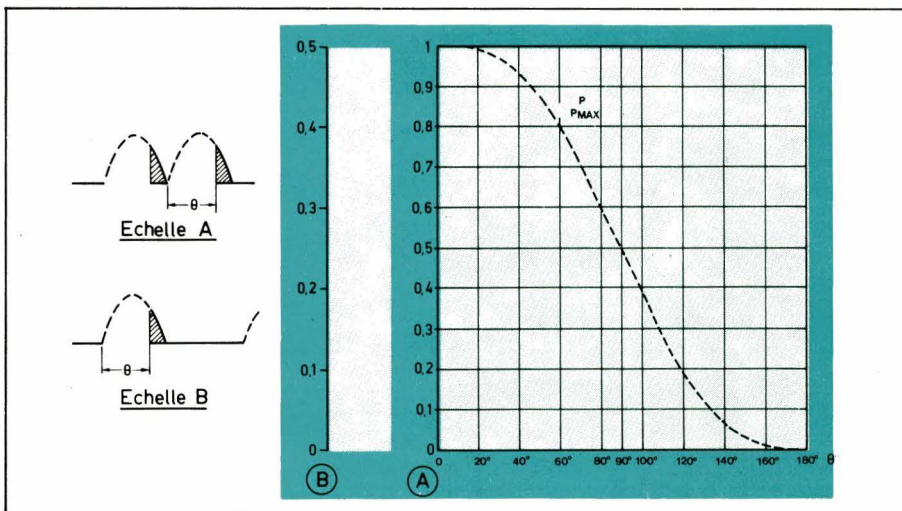 θ
Echelle A
θ
Echelle B
0,5
0,4
0,3
0,2
0,1
0
B
1
0,9
0,8
0,7
0,6
0,5
0,4
0,3
0,2
0,1
0
A
P
PMAX
0 20° 40° 60° 80° 90° 100° 120° 140° 160° 180° θ